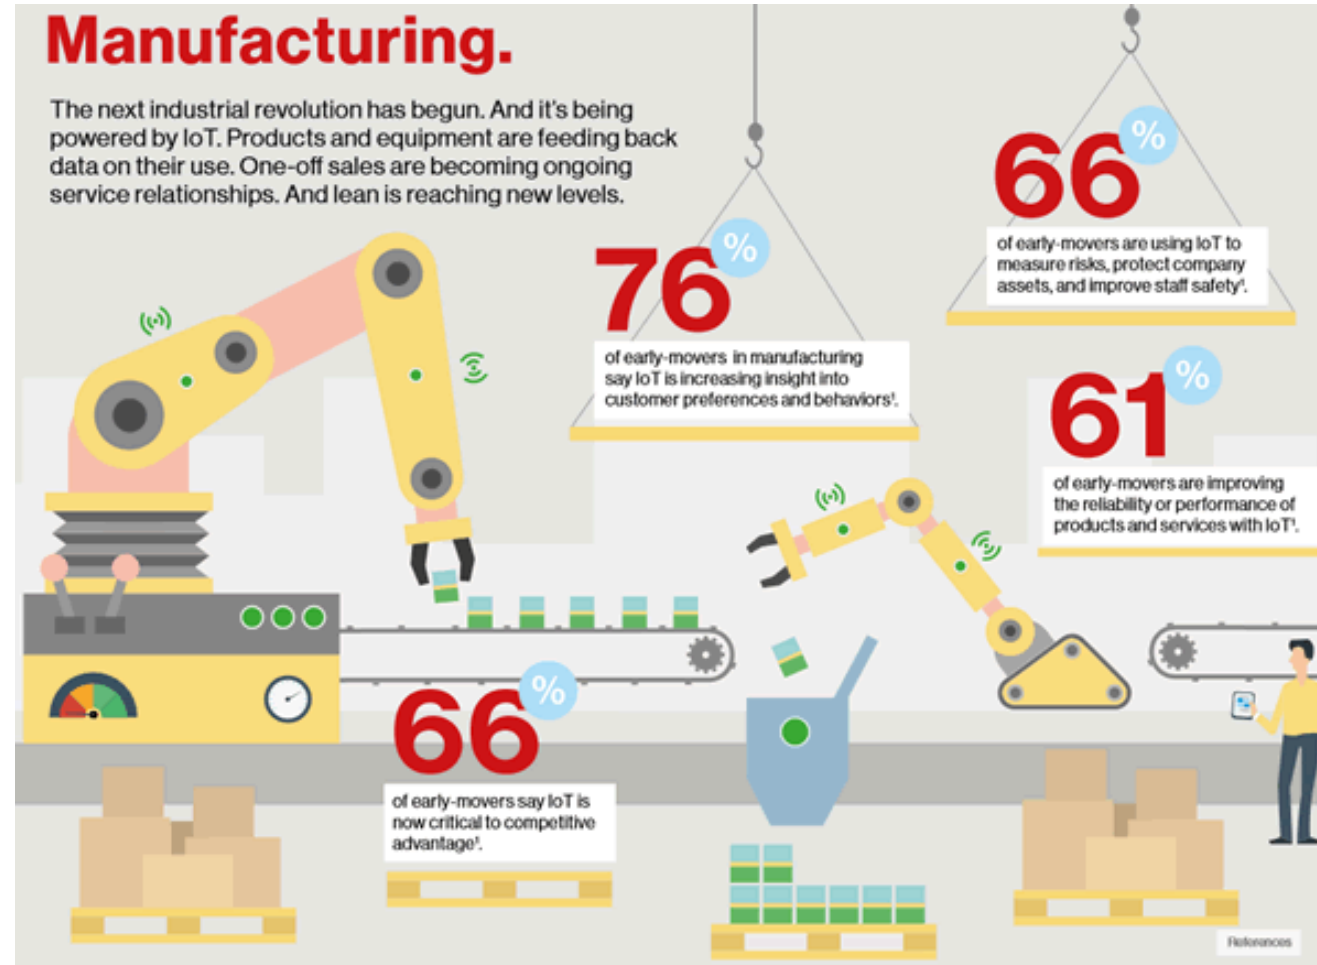 Manufacturing.
The next industrial revolution has begun. And it's being
powered by IoT. Products and equipment are feeding back
data on their use. One-off sales are becoming ongoing
service relationships. And lean is reaching new levels.
76%
of early-movers in manufacturing
say IoT is increasing insight into
customer preferences and behaviors¹.
66%
of early-movers are using IoT to
measure risks, protect company
assets, and improve staff safety¹.
61%
of early-movers are improving
the reliability or performance of
products and services with IoT¹.
66%
of early-movers say IoT is
now critical to competitive
advantage¹.
References